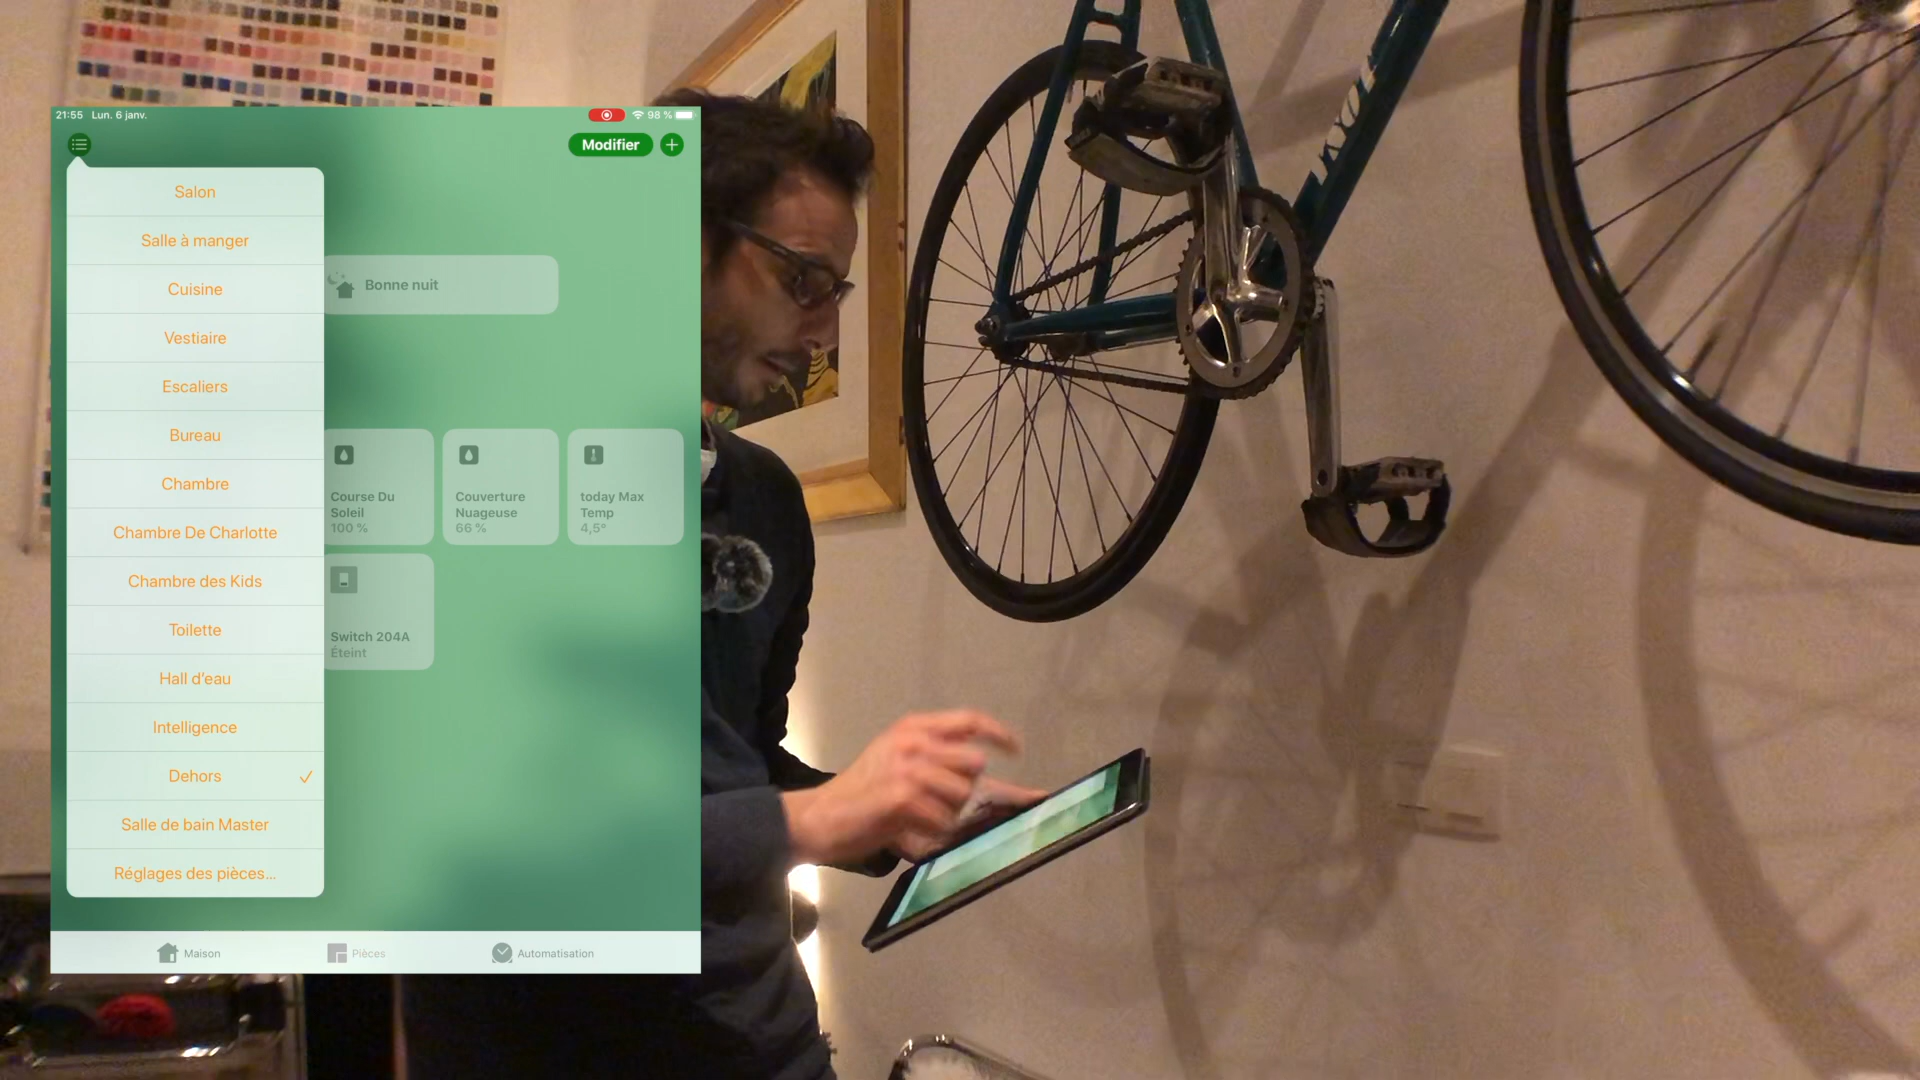 21:55 Lun. 6 janv.
98 %
Modifier
Salon
Salle à manger
Cuisine
Vestiaire
Escaliers
Bureau
Chambre
Chambre De Charlotte
Chambre des Kids
Toilette
Hall d'eau
Intelligence
Dehors
Salle de bain Master
Réglages des pièces...
Bonne nuit
Course Du
Soleil
100 %
Couverture
Nuageuse
66 %
today Max
Temp
4,5°
Switch 204A
Éteint
Maison
Pièces
Automatisation